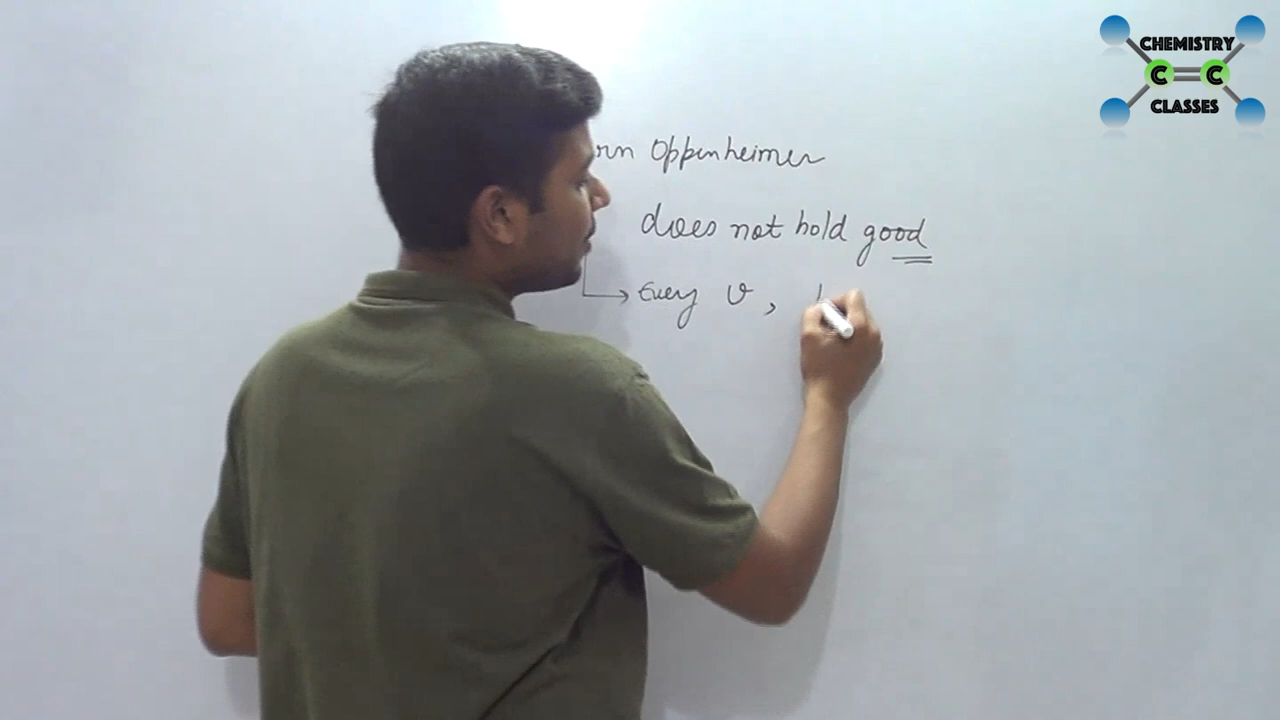 CHEMISTRY
C C
CLASSES
Oppenheimer
does not hold good
Every v,